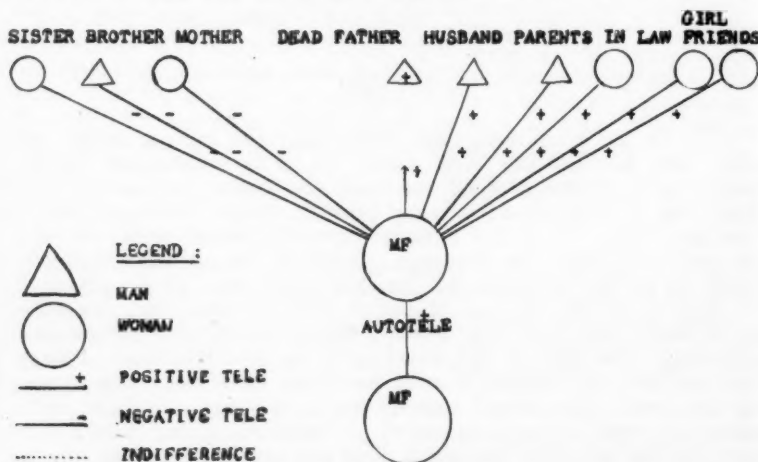 GIRL
SISTER BROTHER MOTHER DEAD FATHER HUSBAND PARENTS IN LAW FRIENDS
+
- - - + + + +
- - - + + + + + +
+
MF
LEGEND :
MAN
+
AUTOTELE
WOMAN
+ POSITIVE TELE
MF
- NEGATIVE TELE
INDIFFERENCE